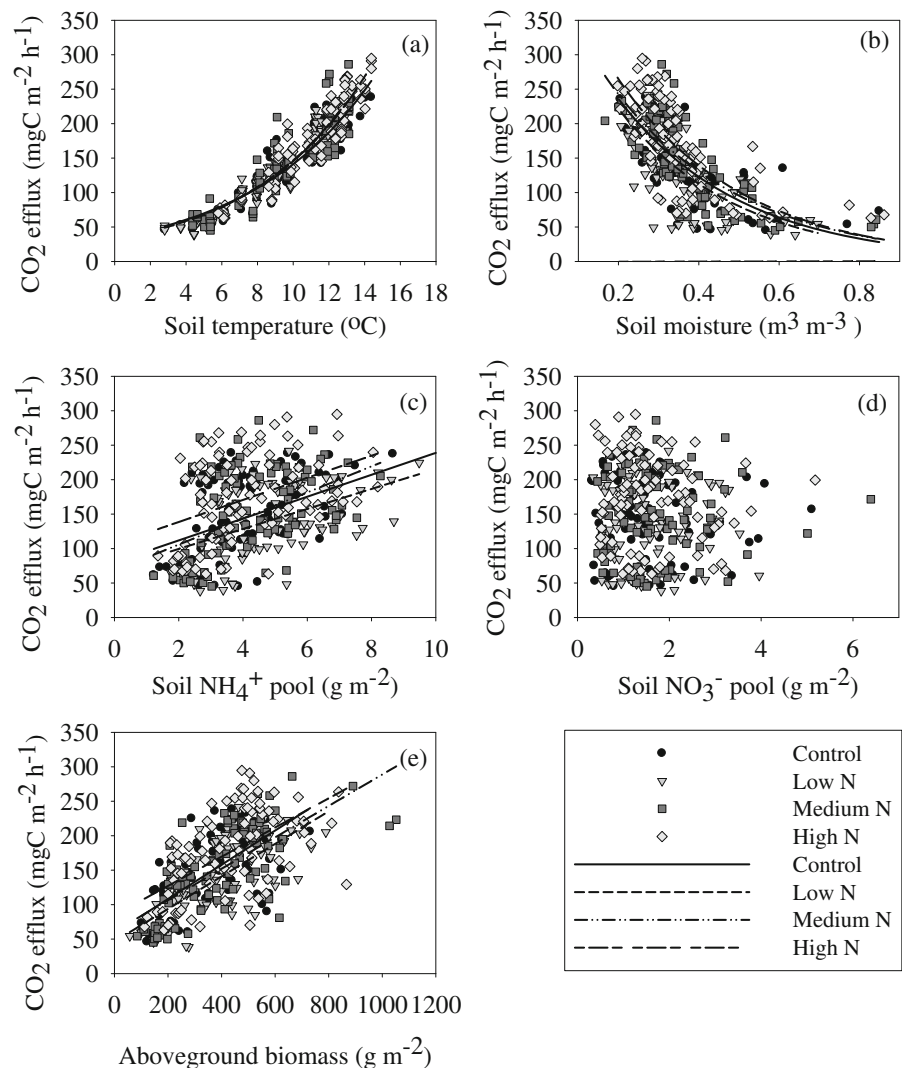 350
300
250
200
150
100
50
0
CO2 efflux (mgC m-2 h-1)
(a)
0 2 4 6 8 10 12 14 16 18
Soil temperature (ºC)
350
300
250
200
150
100
50
0
CO2 efflux (mgC m-2 h-1)
(b)
0.2 0.4 0.6 0.8
Soil moisture (m3 m-3 )
350
300
250
200
150
100
50
0
CO2 efflux (mgC m-2 h-1)
(c)
0 2 4 6 8 10
Soil NH4+ pool (g m-2)
350
300
250
200
150
100
50
0
CO2 efflux (mgC m-2 h-1)
(d)
0 2 4 6
Soil NO3- pool (g m-2)
350
300
250
200
150
100
50
0
CO2 efflux (mgC m-2 h-1)
(e)
0 200 400 600 800 1000 1200
Aboveground biomass (g m-2)
Control
Low N
Medium N
High N
Control
Low N
Medium N
High N